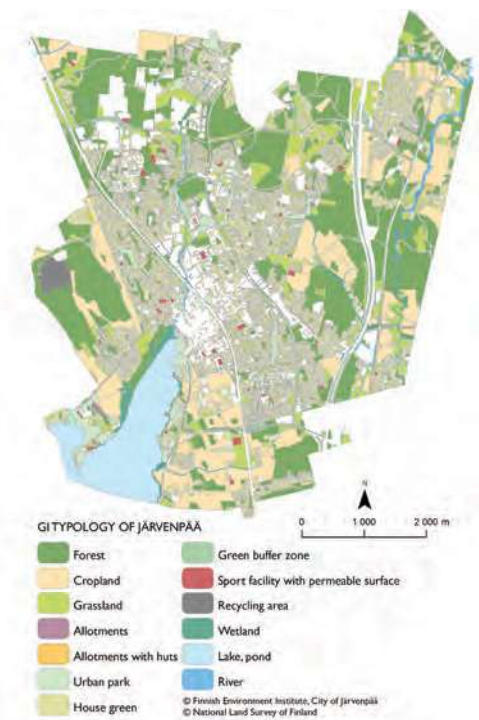 N
GI TYPOLOGY OF JÄRVENPÄÄ
0 1 000 2 000 m
Forest
Cropland
Grassland
Allotments
Allotments with huts
Urban park
House green
Green buffer zone
Sport facility with permeable surface
Recycling area
Wetland
Lake, pond
River
© Finnish Environment Institute, City of Järvenpää
© National Land Survey of Finland